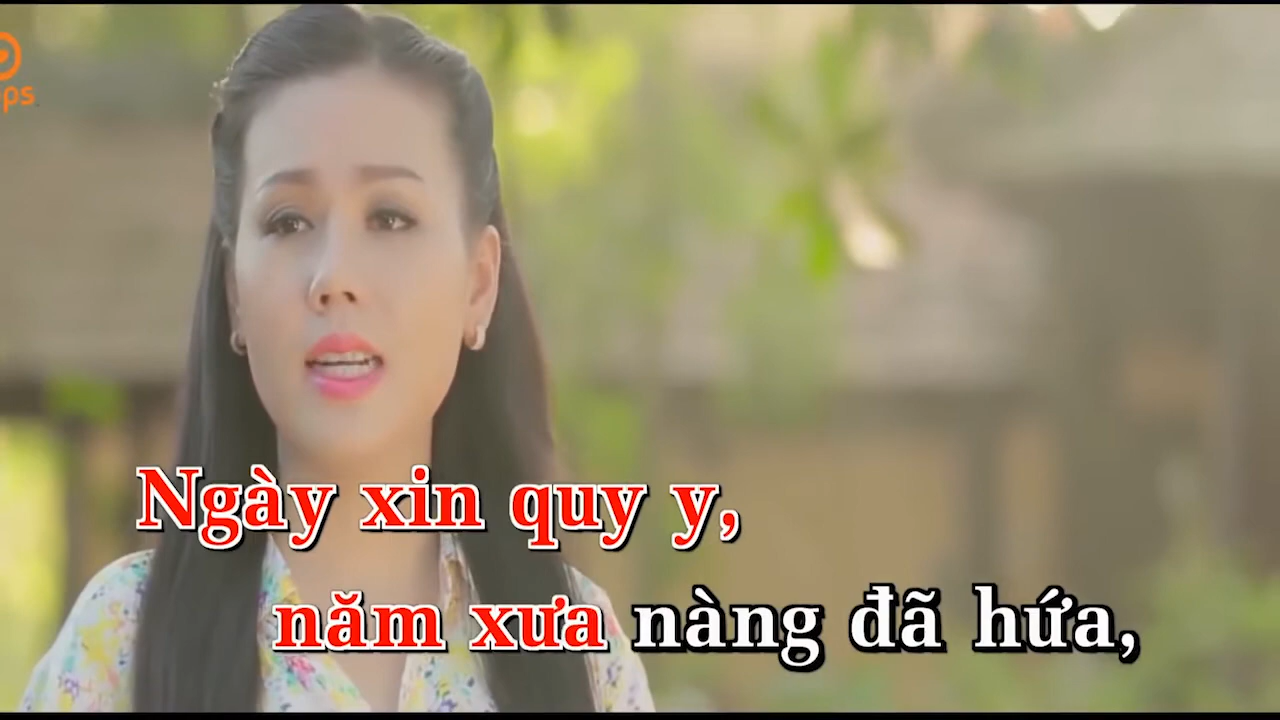 Ngày xin quy y,
năm xưa nàng đã hứa,